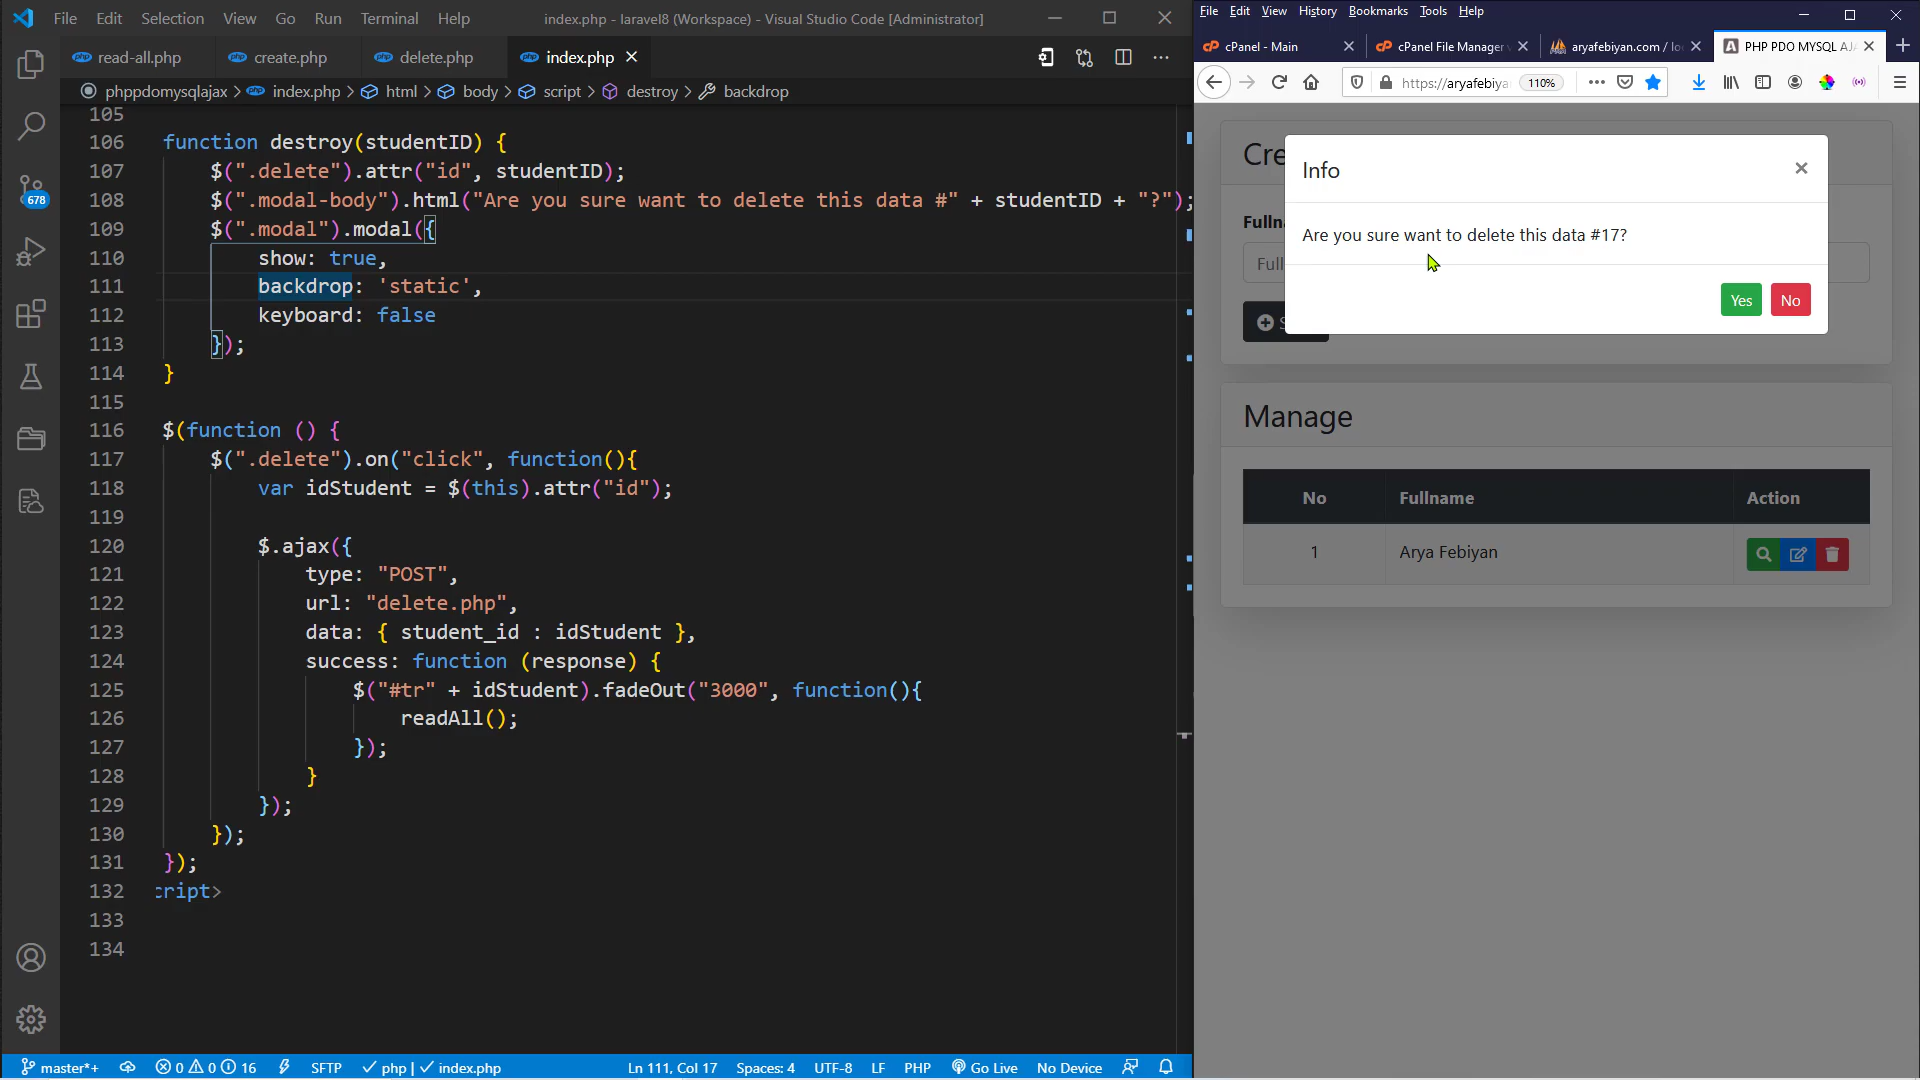 File Edit Selection View Go Run Terminal Help
index.php - laravel8 (Workspace) - Visual Studio Code [Administrator]
read-all.php
create.php
delete.php
index.php
phppdomysqlajax > index.php > html > body > script > destroy > backdrop
678
105
106 function destroy(studentID) {
107 $(".delete").attr("id", studentID);
108 $(".modal-body").html("Are you sure want to delete this data #" + studentID + "?");
109 $(".modal").modal({
110 show: true,
111 backdrop: 'static',
112 keyboard: false
113 });
114 }
115
116 $(function () {
117 $(".delete").on("click", function(){
118 var idStudent = $(this).attr("id");
119
120 $.ajax({
121 type: "POST",
122 url: "delete.php",
123 data: { student_id : idStudent },
124 success: function (response) {
125 $("#tr" + idStudent).fadeOut("3000", function(){
126 readAll();
127 });
128 }
129 });
130 });
131 });
132 cript>
133
134
master*+ 0 0 16 SFTP php | index.php Ln 111, Col 17 Spaces: 4 UTF-8 LF PHP Go Live No Device
File Edit View History Bookmarks Tools Help
cPanel - Main
cPanel File Manager
aryafebiyan.com / lo
PHP PDO MYSQL AJA
https://aryafebiya
110%
Cre
Info
×
Fulln
Full
Are you sure want to delete this data #17?
Yes No
S
Manage
No Fullname Action
1 Arya Febiyan